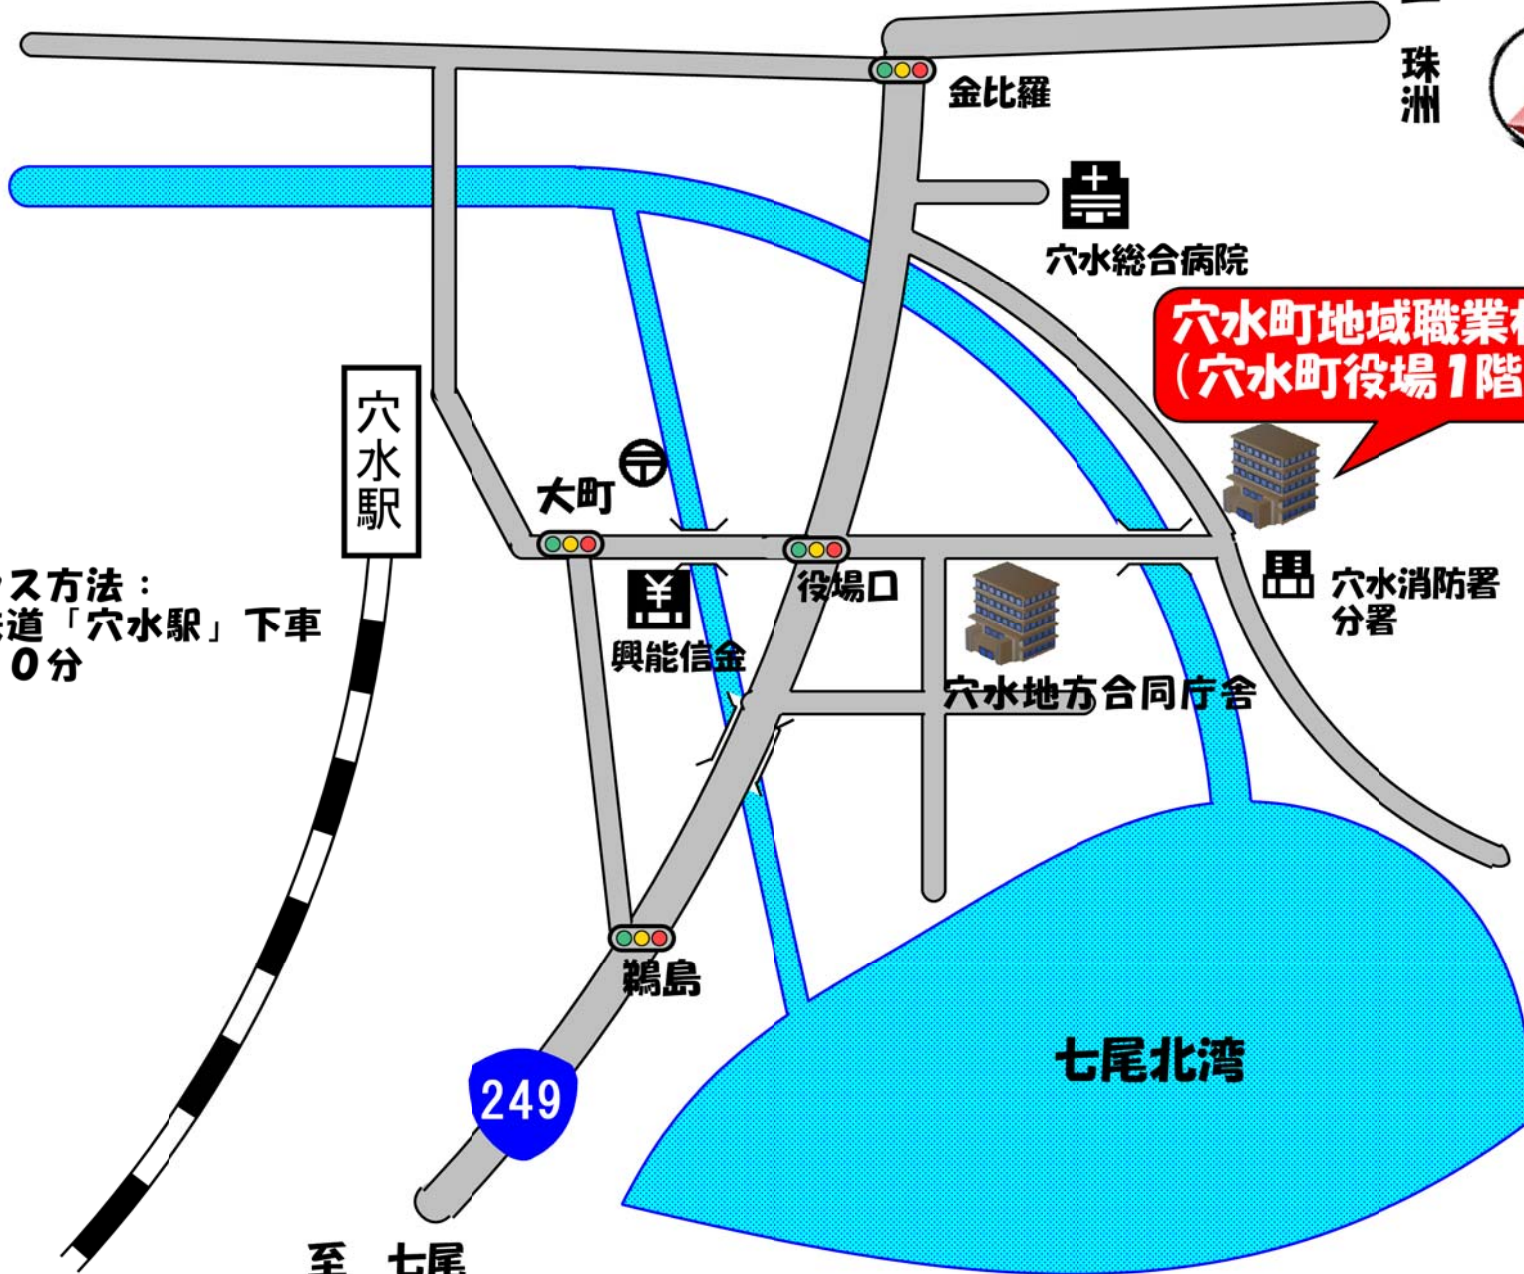 珠洲
金比羅
穴水総合病院
穴水町地域職業
(穴水町役場1階
穴水駅
大町
ス方法：
道「穴水駅」下車
0分
¥
役場口
興能信金
穴水消防署
分署
穴水地方合同庁舎
鵜島
七尾北湾
249
至 七尾